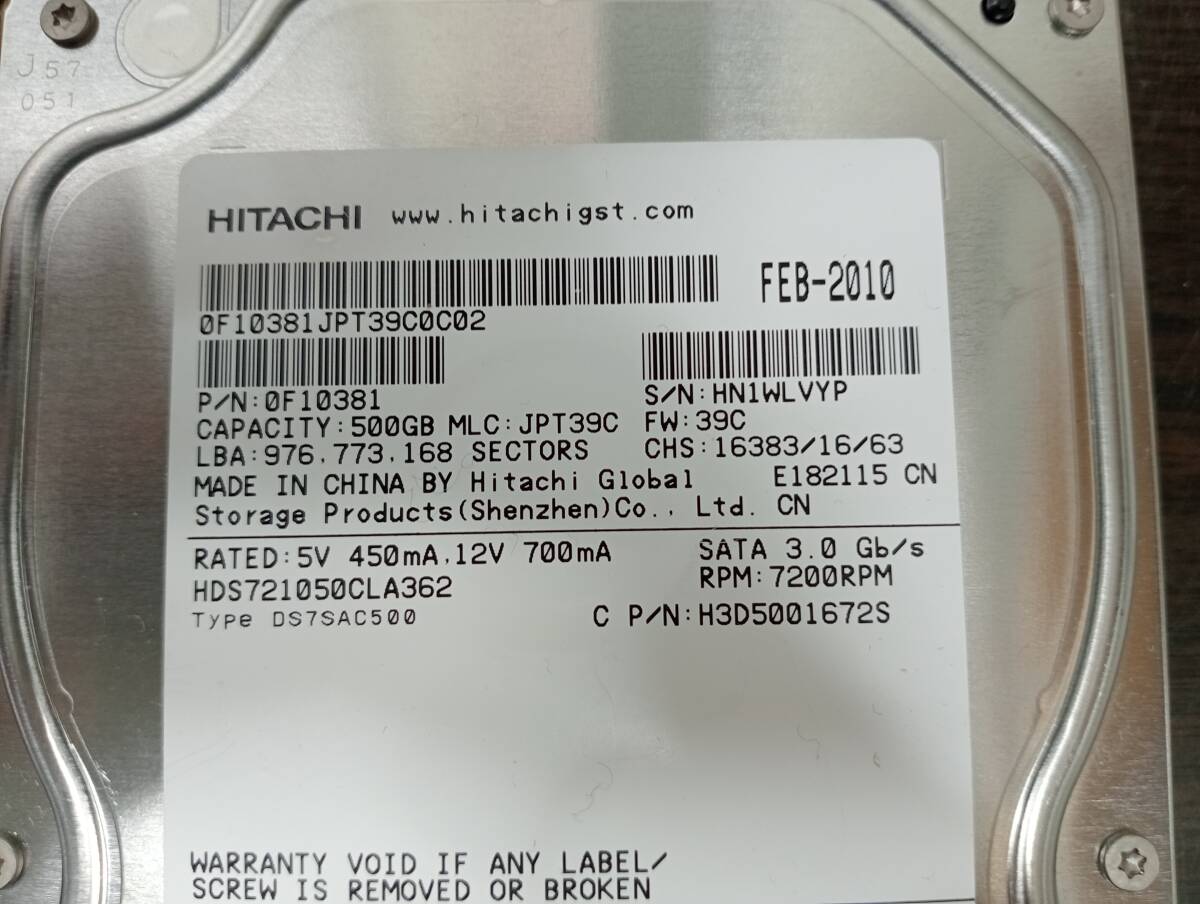 J57
051
HITACHI www.hitachigst.com
FEB-2010
0F10381JPT39C0C02
P/N:0F10381 S/N:HN1WLVYP
CAPACITY:500GB MLC:JPT39C FW:39C
LBA:976,773,168 SECTORS CHS:16383/16/63
MADE IN CHINA BY Hitachi Global E182115 CN
Storage Products(Shenzhen)Co., Ltd. CN
RATED:5V 450mA,12V 700mA SATA 3.0 Gb/s
HDS721050CLA362 RPM:7200RPM
Type DS7SAC500 C P/N:H3D5001672S
WARRANTY VOID IF ANY LABEL/
SCREW IS REMOVED OR BROKEN